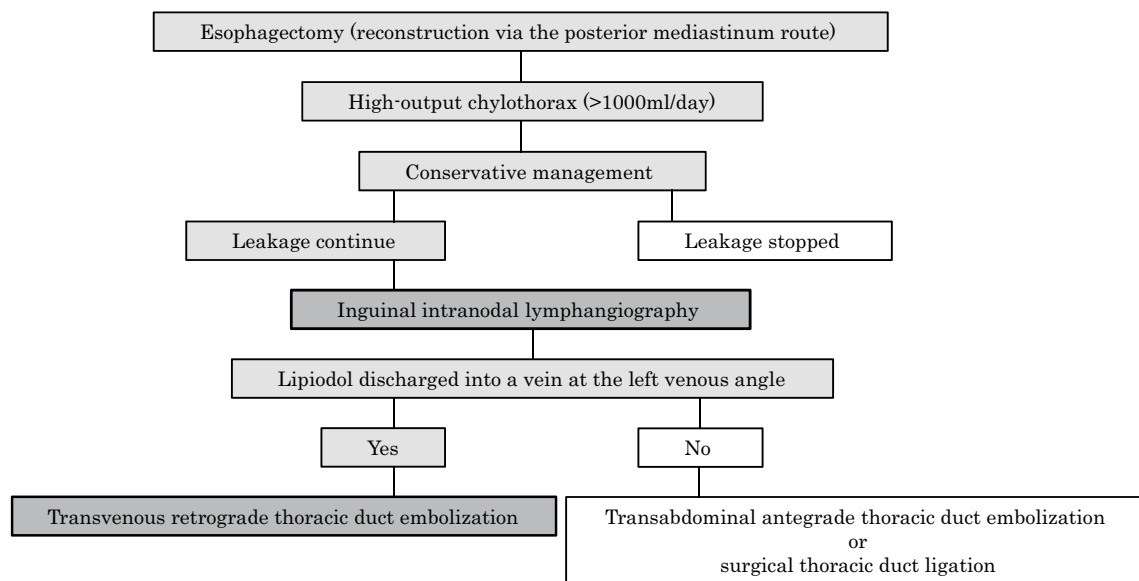 Esophagectomy (reconstruction via the posterior mediastinum route)
High-output chylothorax (>1000ml/day)
Conservative management
Leakage continue
Leakage stopped
Inguinal intranodal lymphangiography
Lipiodol discharged into a vein at the left venous angle
Yes
No
Transvenous retrograde thoracic duct embolization
Transabdominal antegrade thoracic duct embolization
or
surgical thoracic duct ligation